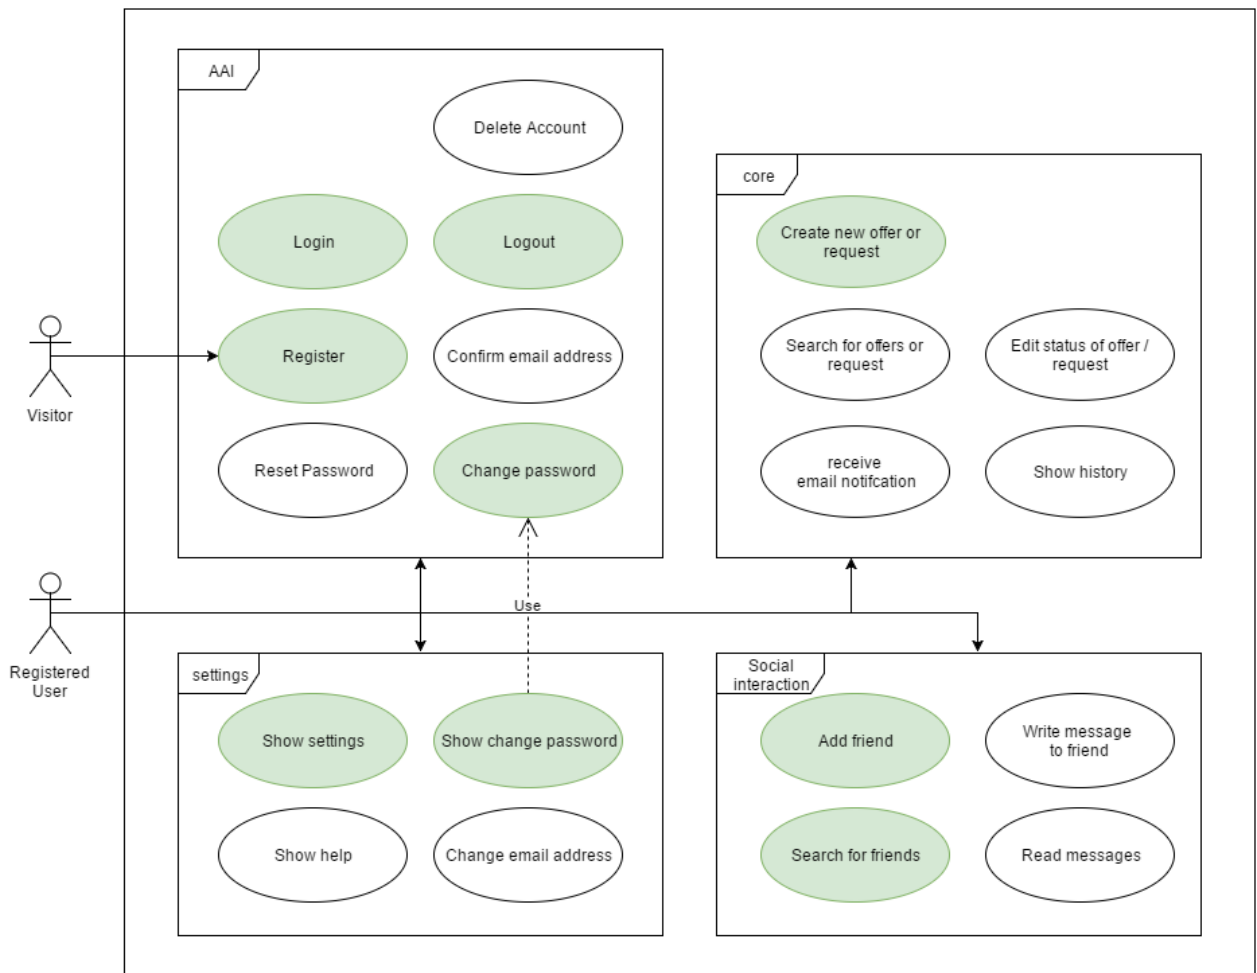 AAI
Delete Account
Login
Logout
Register
Confirm email address
Reset Password
Change password
core
Create new offer or
request
Search for offers or
request
Edit status of offer /
request
receive
email notifcation
Show history
Visitor
Registered
User
Use
settings
Show settings
Show change password
Show help
Change email address
Social
interaction
Add friend
Write message
to friend
Search for friends
Read messages